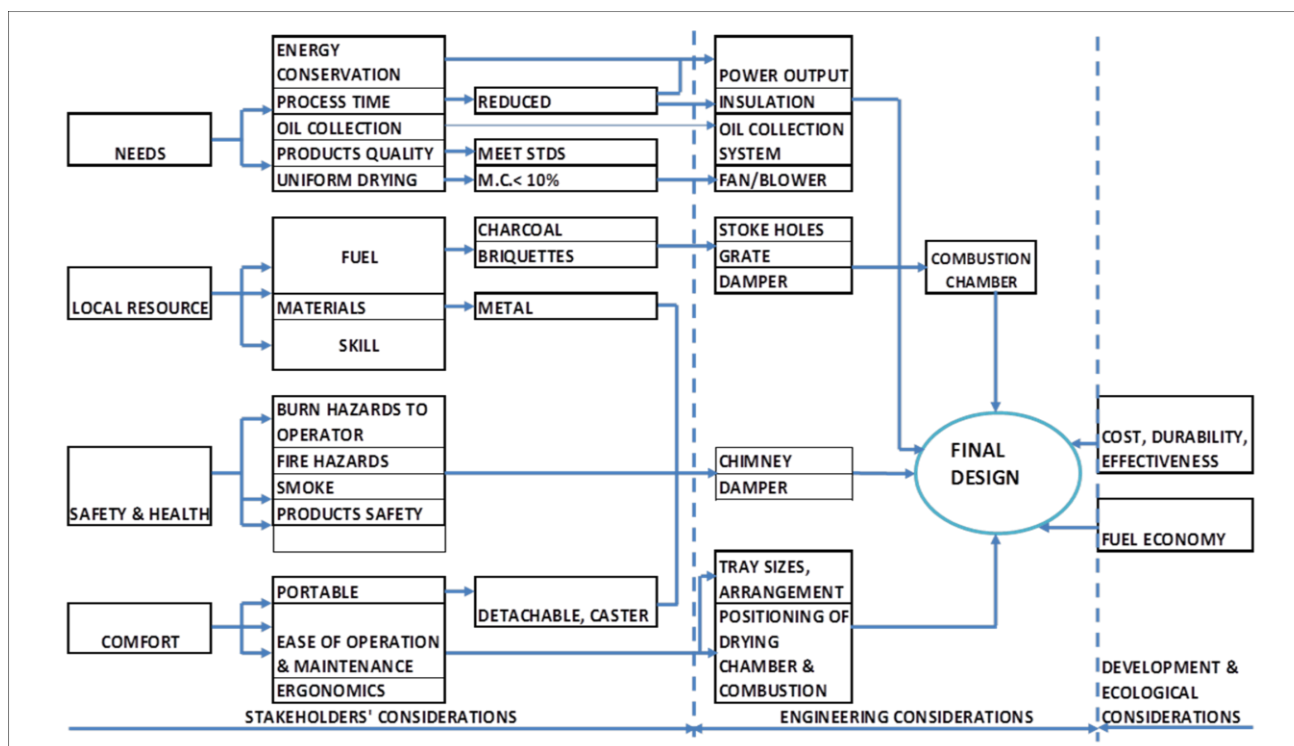 NEEDS
ENERGY
CONSERVATION
PROCESS TIME
OIL COLLECTION
PRODUCTS QUALITY
UNIFORM DRYING
REDUCED
MEET STDS
M.C.< 10%
POWER OUTPUT
INSULATION
OIL COLLECTION
SYSTEM
FAN/BLOWER
LOCAL RESOURCE
FUEL
MATERIALS
SKILL
CHARCOAL
BRIQUETTES
METAL
STOKE HOLES
GRATE
DAMPER
COMBUSTION
CHAMBER
SAFETY & HEALTH
BURN HAZARDS TO
OPERATOR
FIRE HAZARDS
SMOKE
PRODUCTS SAFETY
CHIMNEY
DAMPER
FINAL
DESIGN
COST, DURABILITY,
EFFECTIVENESS
FUEL ECONOMY
COMFORT
PORTABLE
EASE OF OPERATION
& MAINTENANCE
ERGONOMICS
DETACHABLE, CASTER
TRAY SIZES,
ARRANGEMENT
POSITIONING OF
DRYING
CHAMBER &
COMBUSTION
STAKEHOLDERS' CONSIDERATIONS
ENGINEERING CONSIDERATIONS
DEVELOPMENT &
ECOLOGICAL
CONSIDERATIONS